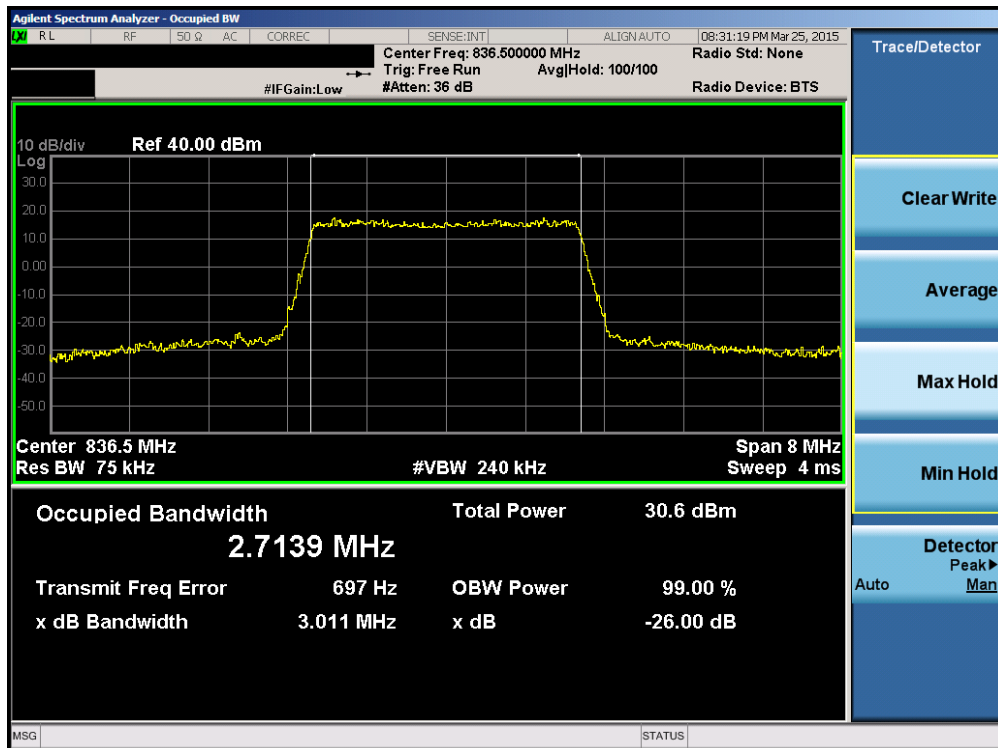 Agilent Spectrum Analyzer - Occupied BW
LXI RL RF 50 Ω AC CORREC SENSE:INT ALIGN AUTO 08:31:19 PM Mar 25, 2015
Center Freq: 836.500000 MHz Radio Std: None
Trig: Free Run Avg|Hold: 100/100
#IFGain:Low #Atten: 36 dB Radio Device: BTS
Trace/Detector
10 dB/div Ref 40.00 dBm
Log
30.0
20.0
10.0
0.00
-10.0
-20.0
-30.0
-40.0
-50.0
Center 836.5 MHz Span 8 MHz
Res BW 75 kHz #VBW 240 kHz Sweep 4 ms
Occupied Bandwidth Total Power 30.6 dBm
2.7139 MHz
Transmit Freq Error 697 Hz OBW Power 99.00 %
x dB Bandwidth 3.011 MHz x dB -26.00 dB
Clear Write
Average
Max Hold
Min Hold
Detector
Peak▶
Auto Man
MSG STATUS